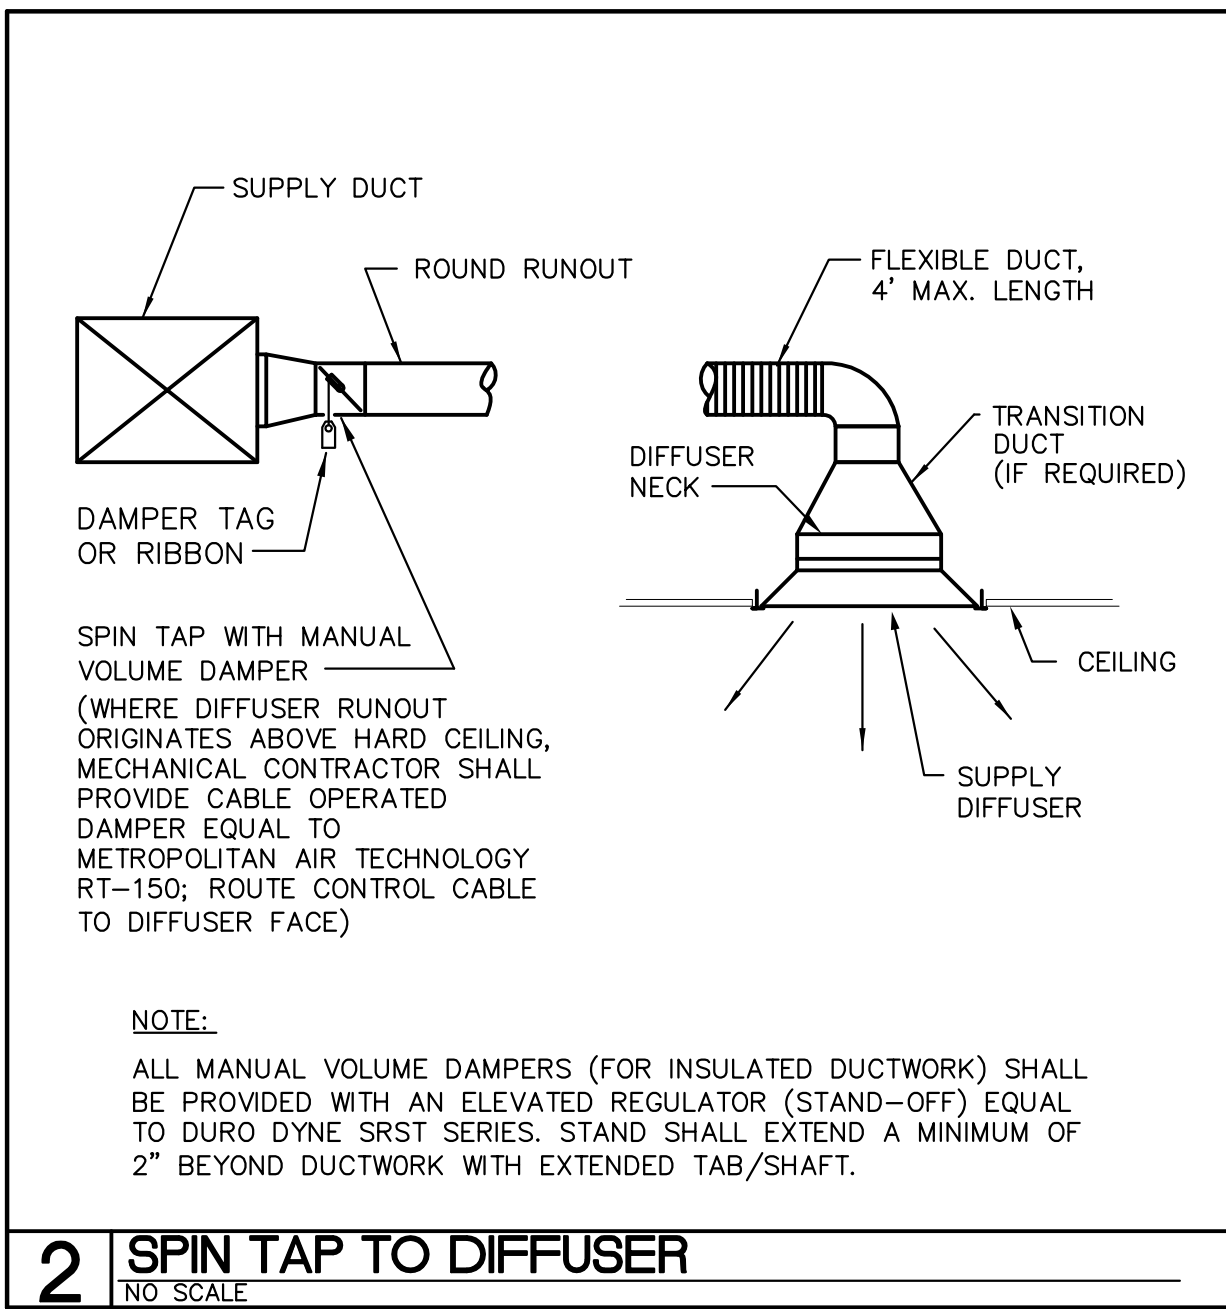 SUPPLY DUCT
ROUND RUNOUT
FLEXIBLE DUCT,
4' MAX. LENGTH
TRANSITION
DUCT
(IF REQUIRED)
DIFFUSER
NECK
DAMPER TAG
OR RIBBON
SPIN TAP WITH MANUAL
VOLUME DAMPER
(WHERE DIFFUSER RUNOUT
ORIGINATES ABOVE HARD CEILING,
MECHANICAL CONTRACTOR SHALL
PROVIDE CABLE OPERATED
DAMPER EQUAL TO
METROPOLITAN AIR TECHNOLOGY
RT-150; ROUTE CONTROL CABLE
TO DIFFUSER FACE)
CEILING
SUPPLY
DIFFUSER
NOTE:
ALL MANUAL VOLUME DAMPERS (FOR INSULATED DUCTWORK) SHALL
BE PROVIDED WITH AN ELEVATED REGULATOR (STAND-OFF) EQUAL
TO DURO DYNE SRST SERIES. STAND SHALL EXTEND A MINIMUM OF
2" BEYOND DUCTWORK WITH EXTENDED TAB/SHAFT.
2
SPIN TAP TO DIFFUSER
NO SCALE